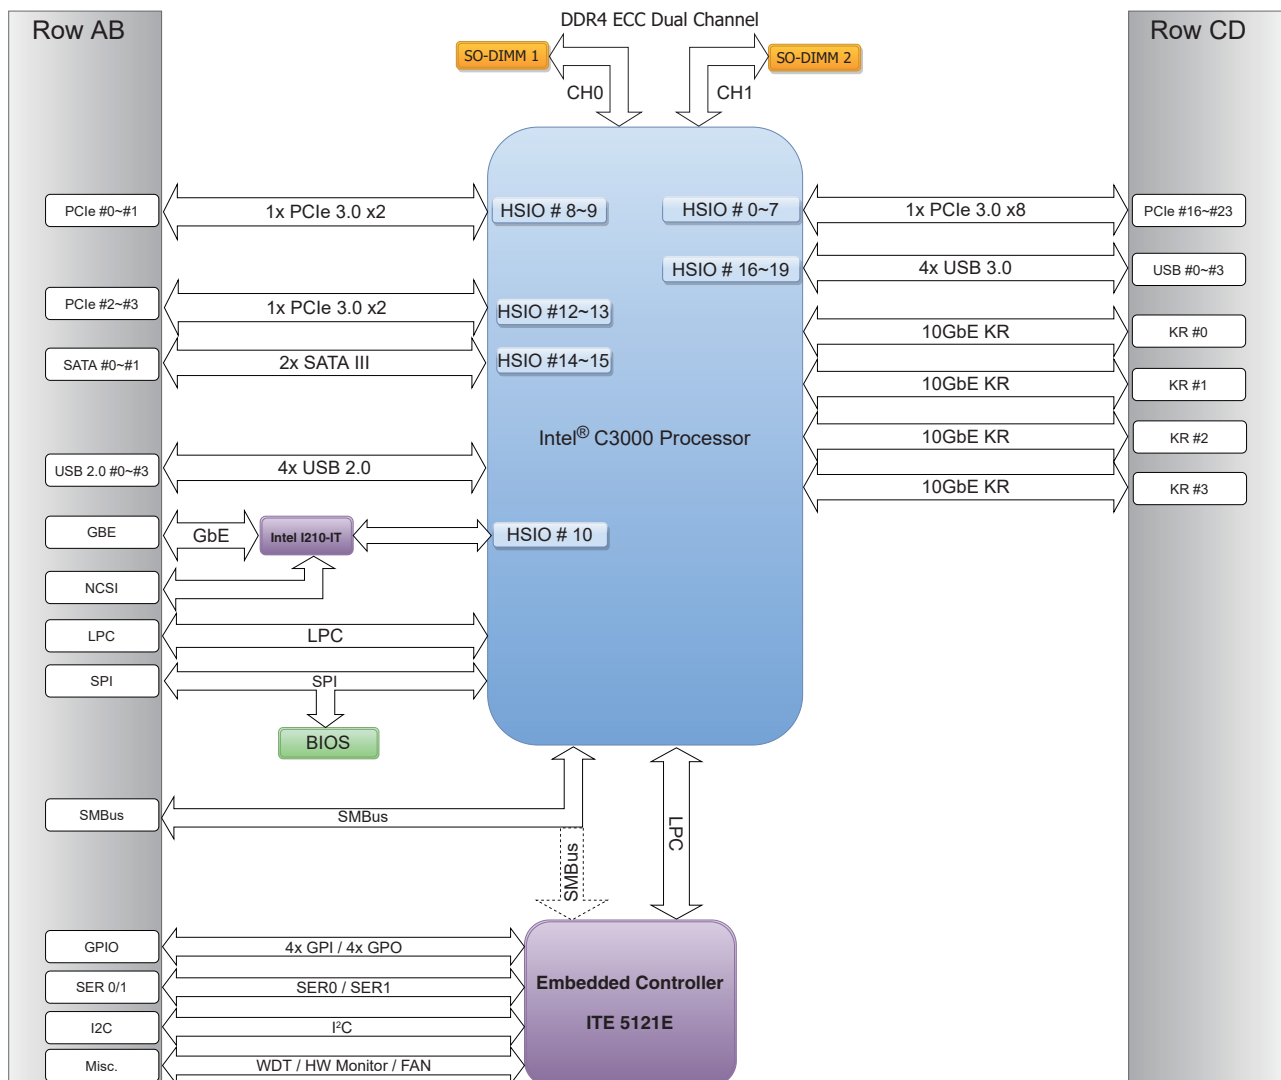 DDR4 ECC Dual Channel
Row AB
Row CD
SO-DIMM 1
SO-DIMM 2
CH0
CH1
PCIe #0~#1
1x PCIe 3.0 x2
HSIO # 8~9
HSIO # 0~7
1x PCIe 3.0 x8
PCIe #16~#23
HSIO # 16~19
4x USB 3.0
USB #0~#3
PCIe #2~#3
1x PCIe 3.0 x2
HSIO #12~13
10GbE KR
KR #0
SATA #0~#1
2x SATA III
HSIO #14~15
10GbE KR
KR #1
Intel® C3000 Processor
10GbE KR
KR #2
USB 2.0 #0~#3
4x USB 2.0
10GbE KR
KR #3
GBE
GbE
Intel I210-IT
HSIO # 10
NCSI
LPC
LPC
SPI
SPI
BIOS
SMBus
SMBus
SMBus
LPC
GPIO
4x GPI / 4x GPO
Embedded Controller
ITE 5121E
SER 0/1
SER0 / SER1
I2C
I²C
Misc.
WDT / HW Monitor / FAN